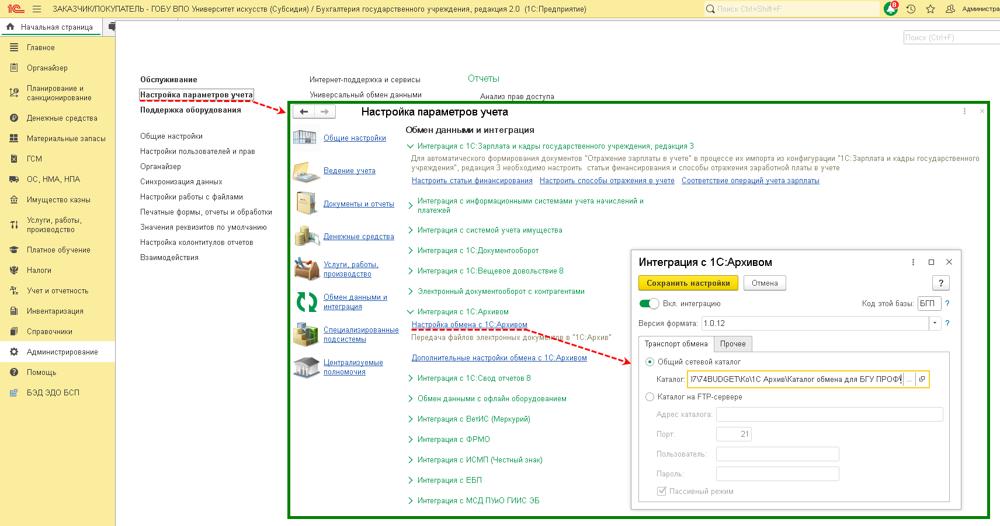 1С ЗАКАЗЧИК/ПОКУПАТЕЛЬ - ГОБУ ВПО Университет искусств (Субсидия) / Бухгалтерия государственного учреждения, редакция 2.0 (1С:Предприятие)
Поиск Ctrl+Shift+F
8
Администра
Начальная страница
Поиск (Ctrl+F)
Главное
Органайзер
Планирование и
санкционирование
Денежные средства
Материальные запасы
ГСМ
ОС, НМА, НПА
Имущество казны
Услуги, работы,
производство
Платное обучение
Налоги
Учет и отчетность
Инвентаризация
Справочники
Администрирование
Помощь
БЭД ЭДО БСП
Обслуживание
Настройка параметров учета
Поддержка оборудования
Общие настройки
Настройки пользователей и прав
Органайзер
Синхронизация данных
Настройки работы с файлами
Печатные формы, отчеты и обработки
Значения реквизитов по умолчанию
Настройка колонтитулов отчетов
Взаимодействия
Интернет-поддержка и сервисы
Универсальный обмен данными
Отчеты
Анализ прав доступа
Настройка параметров учета
Общие настройки
Ведение учета
Документы и отчеты
Денежные средства
Услуги, работы,
производство
Обмен данными и
интеграция
Специализированные
подсистемы
Централизуемые
полномочия
Обмен данными и интеграция
Интеграция с 1С:Зарплата и кадры государственного учреждения, редакция 3
Для автоматического формирования документов "Отражение зарплаты в учете" в процессе их импорта из конфигурации "1С:Зарплата и кадры государственного
учреждения", редакция 3 необходимо настроить статьи финансирования и способы отражения заработной платы в учете
Настроить статьи финансирования Настроить способы отражения в учете Соответствие операций учета зарплаты
Интеграция с информационными системами учета начислений и
платежей
Интеграция с системой учета имущества
Интеграция с 1С:Документооборот
Интеграция с 1С:Вещевое довольствие 8
Электронный документооборот с контрагентами
Интеграция с 1С:Архивом
Настройка обмена с 1С:Архивом
Передача файлов электронных документов в "1С:Архив"
Дополнительные настройки обмена с 1С:Архивом
Интеграция с 1С:Свод отчетов 8
Обмен данными с офлайн оборудованием
Интеграция с ВетИС (Меркурий)
Интеграция с ФРМО
Интеграция с ИСМП (Честный знак)
Интеграция с ЕБП
Интеграция с МСД ПУиО ГИИС ЭБ
Интеграция с 1С:Архивом
Сохранить настройки Отмена ?
Вкл. интеграцию Код этой базы: БГП ?
Версия формата: 1.0.12 ?
Транспорт обмена Прочее
Общий сетевой каталог
Каталог: 07\74BUDGET\Ko\1С Архив\Каталог обмена для БГУ ПРОФ\ ...
Каталог на FTP-сервере
Адрес каталога:
Порт: 21
Пользователь:
Пароль:
Пассивный режим